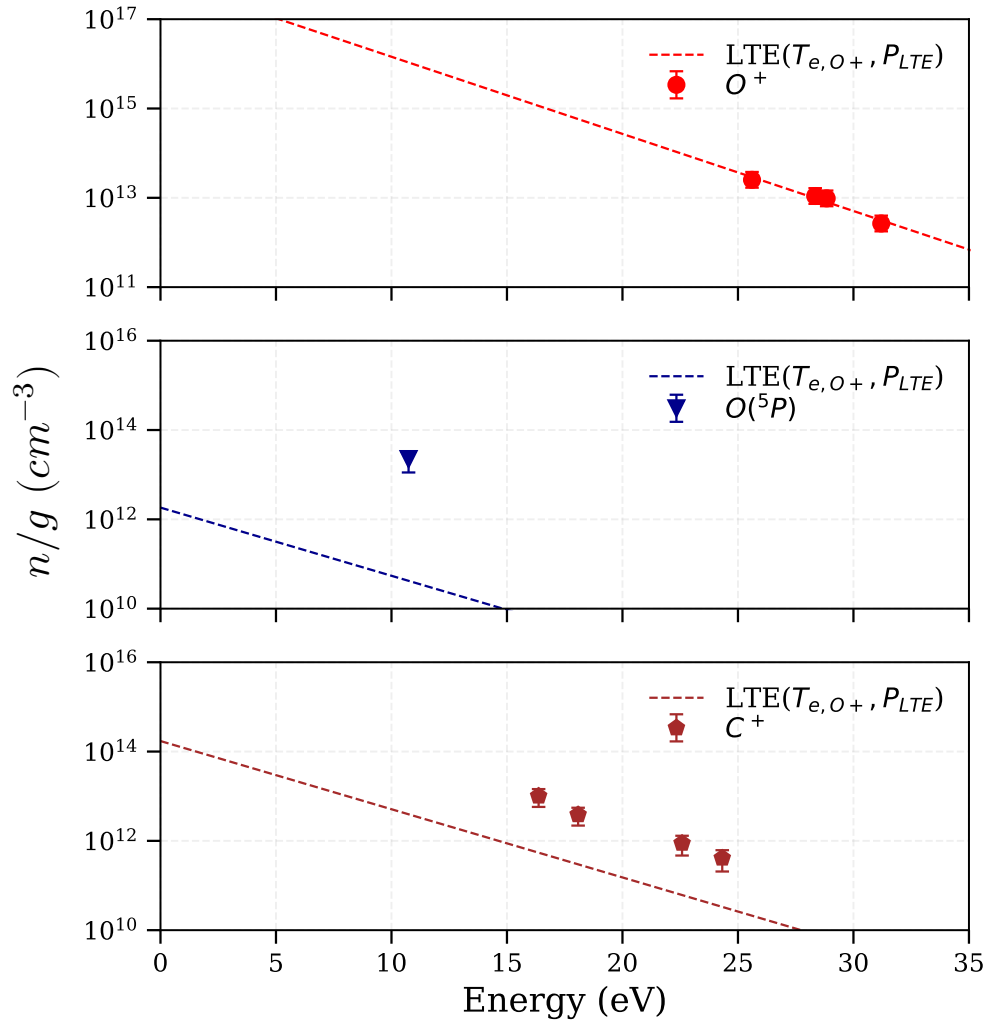 10^17
LTE(T_{e,O+}, P_{LTE})
O^+
10^15
10^13
10^11
10^16
LTE(T_{e,O+}, P_{LTE})
O(^5P)
10^14
10^12
10^10
n/g (cm^{-3})
10^16
LTE(T_{e,O+}, P_{LTE})
C^+
10^14
10^12
10^10
0 5 10 15 20 25 30 35
Energy (eV)